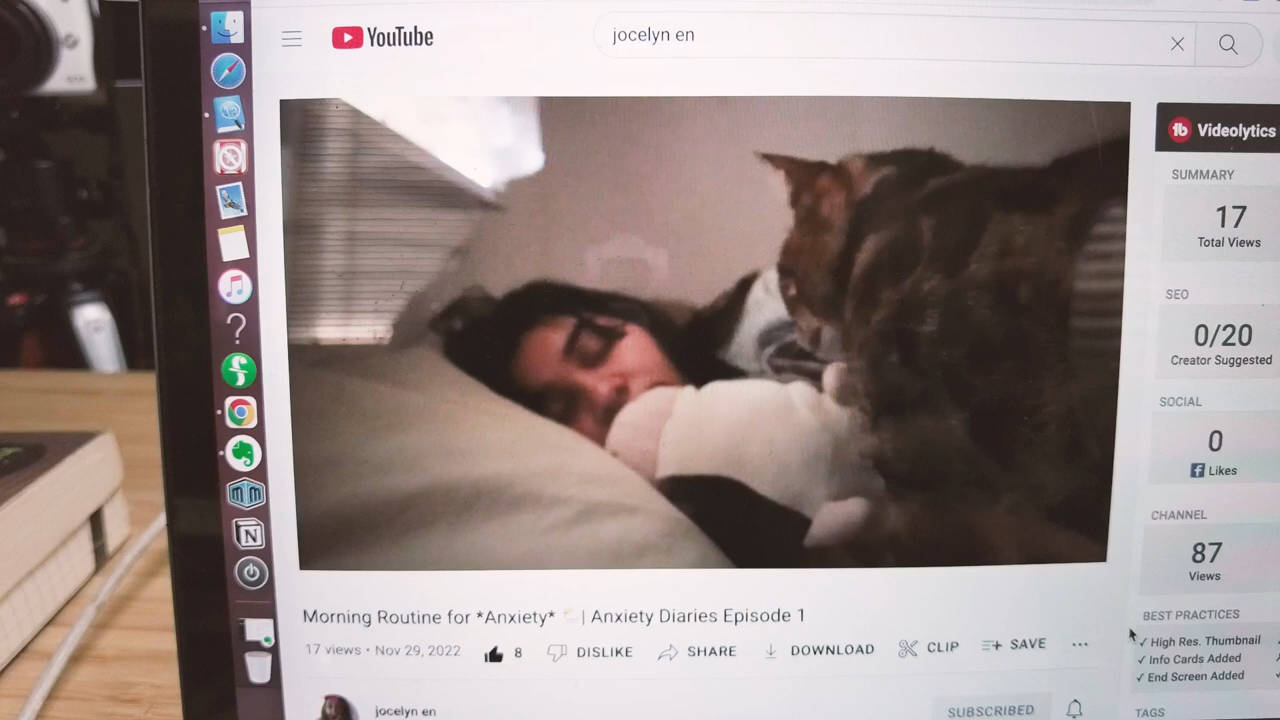 YouTube
jocelyn en
Videolytics
SUMMARY
17
Total Views
SEO
0/20
Creator Suggested
SOCIAL
0
Likes
CHANNEL
87
Views
BEST PRACTICES
✓ High Res. Thumbnail
✓ Info Cards Added
✓ End Screen Added
TAGS
Morning Routine for *Anxiety* ⛅ | Anxiety Diaries Episode 1
17 views • Nov 29, 2022
8
DISLIKE
SHARE
DOWNLOAD
CLIP
SAVE
jocelyn en
SUBSCRIBED